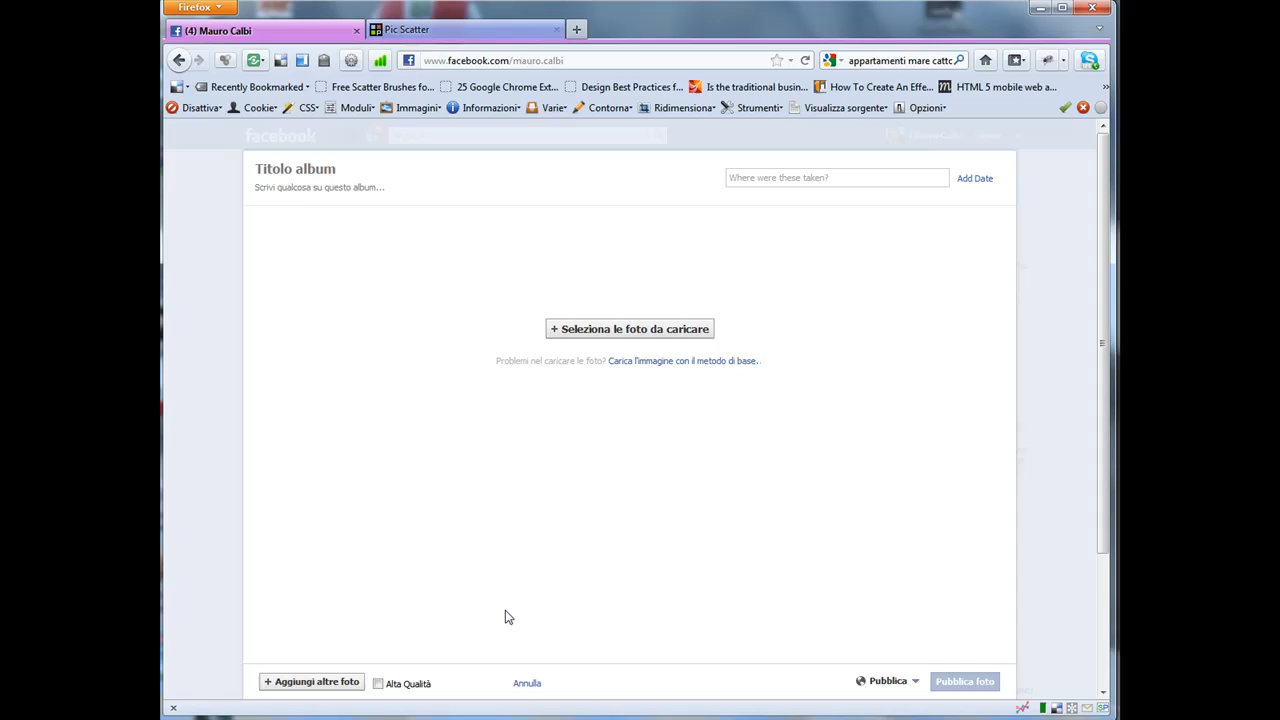 Firefox
(4) Mauro Calbi
Pic Scatter
www.facebook.com/mauro.calbi
appartamenti mare cattc
Recently Bookmarked
Free Scatter Brushes fo...
25 Google Chrome Ext...
Design Best Practices f...
Is the traditional busin...
How To Create An Effe...
HTML 5 mobile web a...
Disattiva
Cookie
CSS
Moduli
Immagini
Informazioni
Varie
Contorna
Ridimensiona
Strumenti
Visualizza sorgente
Opzioni
facebook
Titolo album
Scrivi qualcosa su questo album...
Where were these taken?
Add Date
+ Seleziona le foto da caricare
Problemi nel caricare le foto? Carica l'immagine con il metodo di base..
+ Aggiungi altre foto
Alta Qualità
Annulla
Pubblica
Pubblica foto